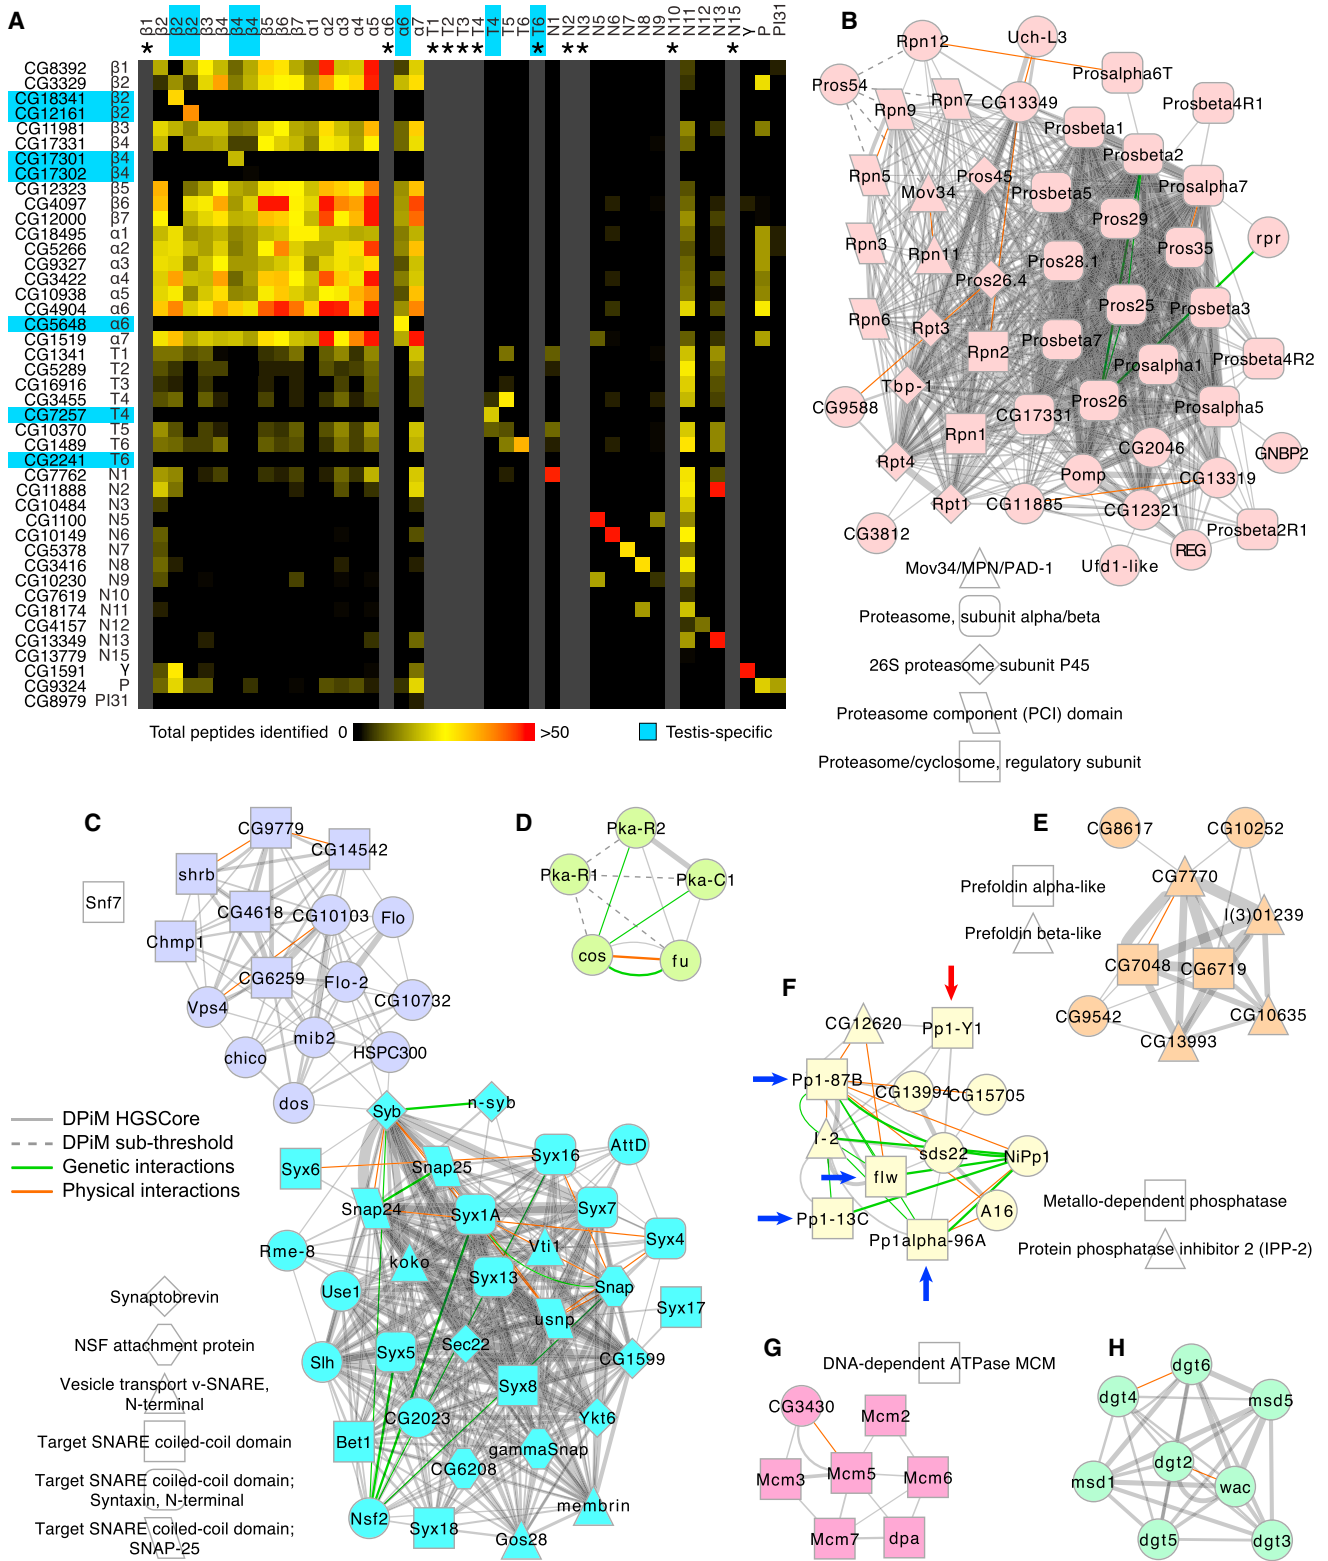 A
β1 β2 β2 β2 β3 β4 β4 β4 β5 β6 β7 α1 α2 α3 α4 α5 α6 α6 α7 T1 T2 T3 T4 T4 T5 T6 T6 N1 N2 N3 N5 N6 N7 N8 N9 N10 N11 N12 N13 N15 Y P PI31
* * * * * * * * * * *
CG8392 β1
CG3329 β2
CG18341 β2
CG12161 β2
CG11981 β3
CG17331 β4
CG17301 β4
CG17302 β4
CG12323 β5
CG4097 β6
CG12000 β7
CG18495 α1
CG5266 α2
CG9327 α3
CG3422 α4
CG10938 α5
CG4904 α6
CG5648 α6
CG1519 α7
CG1341 T1
CG5289 T2
CG16916 T3
CG3455 T4
CG7257 T4
CG10370 T5
CG1489 T6
CG2241 T6
CG7762 N1
CG11888 N2
CG10484 N3
CG1100 N5
CG10149 N6
CG5378 N7
CG3416 N8
CG10230 N9
CG7619 N10
CG18174 N11
CG4157 N12
CG13349 N13
CG13779 N15
CG1591 Y
CG9324 P
CG8979 PI31
Total peptides identified 0 >50
Testis-specific
B
Rpn12
Uch-L3
Prosalpha6T
Pros54
Rpn9
Rpn7
CG13349
Prosbeta4R1
Prosbeta1
Prosbeta2
Rpn5
Mov34
Pros45
Prosbeta5
Prosalpha7
Pros29
Rpn3
Rpn11
Pros28.1
Pros35
rpr
Pros26.4
Rpn6
Rpt3
Pros25
Prosbeta3
Rpn2
Prosbeta7
Prosalpha1
Prosbeta4R2
Tbp-1
CG9588
CG17331
Pros26
Prosalpha5
Rpn1
CG2046
GNBP2
Rpt4
Pomp
CG13319
Rpt1
CG11885
CG12321
CG3812
Prosbeta2R1
REG
Ufd1-like
Mov34/MPN/PAD-1
Proteasome, subunit alpha/beta
26S proteasome subunit P45
Proteasome component (PCI) domain
Proteasome/cyclosome, regulatory subunit
C
CG9779
CG14542
shrb
Snf7
CG4618
CG10103
Flo
Chmp1
CG6259
Flo-2
Vps4
CG10732
mib2
chico
HSPC300
dos
DPiM HGSCore
DPiM sub-threshold
Genetic interactions
Physical interactions
Syb
n-syb
Syx6
Snap25
Syx16
AttD
Snap24
Syx1A
Syx7
Rme-8
koko
Vti1
Syx4
Use1
Syx13
Snap
usnp
Syx17
Slh
Syx5
Sec22
CG1599
Syx8
CG2023
Ykt6
Bet1
gammaSnap
CG6208
Nsf2
Syx18
membrin
Gos28
Synaptobrevin
NSF attachment protein
Vesicle transport v-SNARE,
N-terminal
Target SNARE coiled-coil domain
Target SNARE coiled-coil domain;
Syntaxin, N-terminal
Target SNARE coiled-coil domain;
SNAP-25
D
Pka-R2
Pka-R1
Pka-C1
cos
fu
E
CG8617
CG10252
Prefoldin alpha-like
Prefoldin beta-like
CG7770
l(3)01239
CG7048
CG6719
CG9542
CG10635
CG13993
F
CG12620
Pp1-Y1
Pp1-87B
CG13994
CG15705
I-2
sds22
NiPp1
flw
Pp1-13C
A16
Pp1alpha-96A
Metallo-dependent phosphatase
Protein phosphatase inhibitor 2 (IPP-2)
G
DNA-dependent ATPase MCM
CG3430
Mcm2
Mcm3
Mcm5
Mcm6
Mcm7
dpa
H
dgt6
dgt4
msd5
dgt2
msd1
wac
dgt5
dgt3